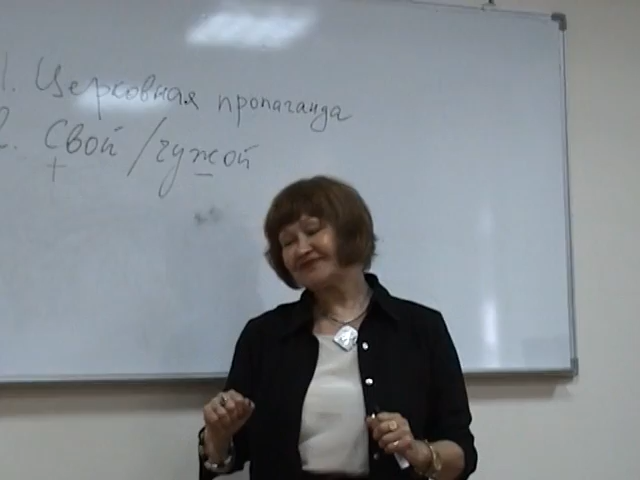 1. Церковная пропаганда
2. Свой / чужой
+ –